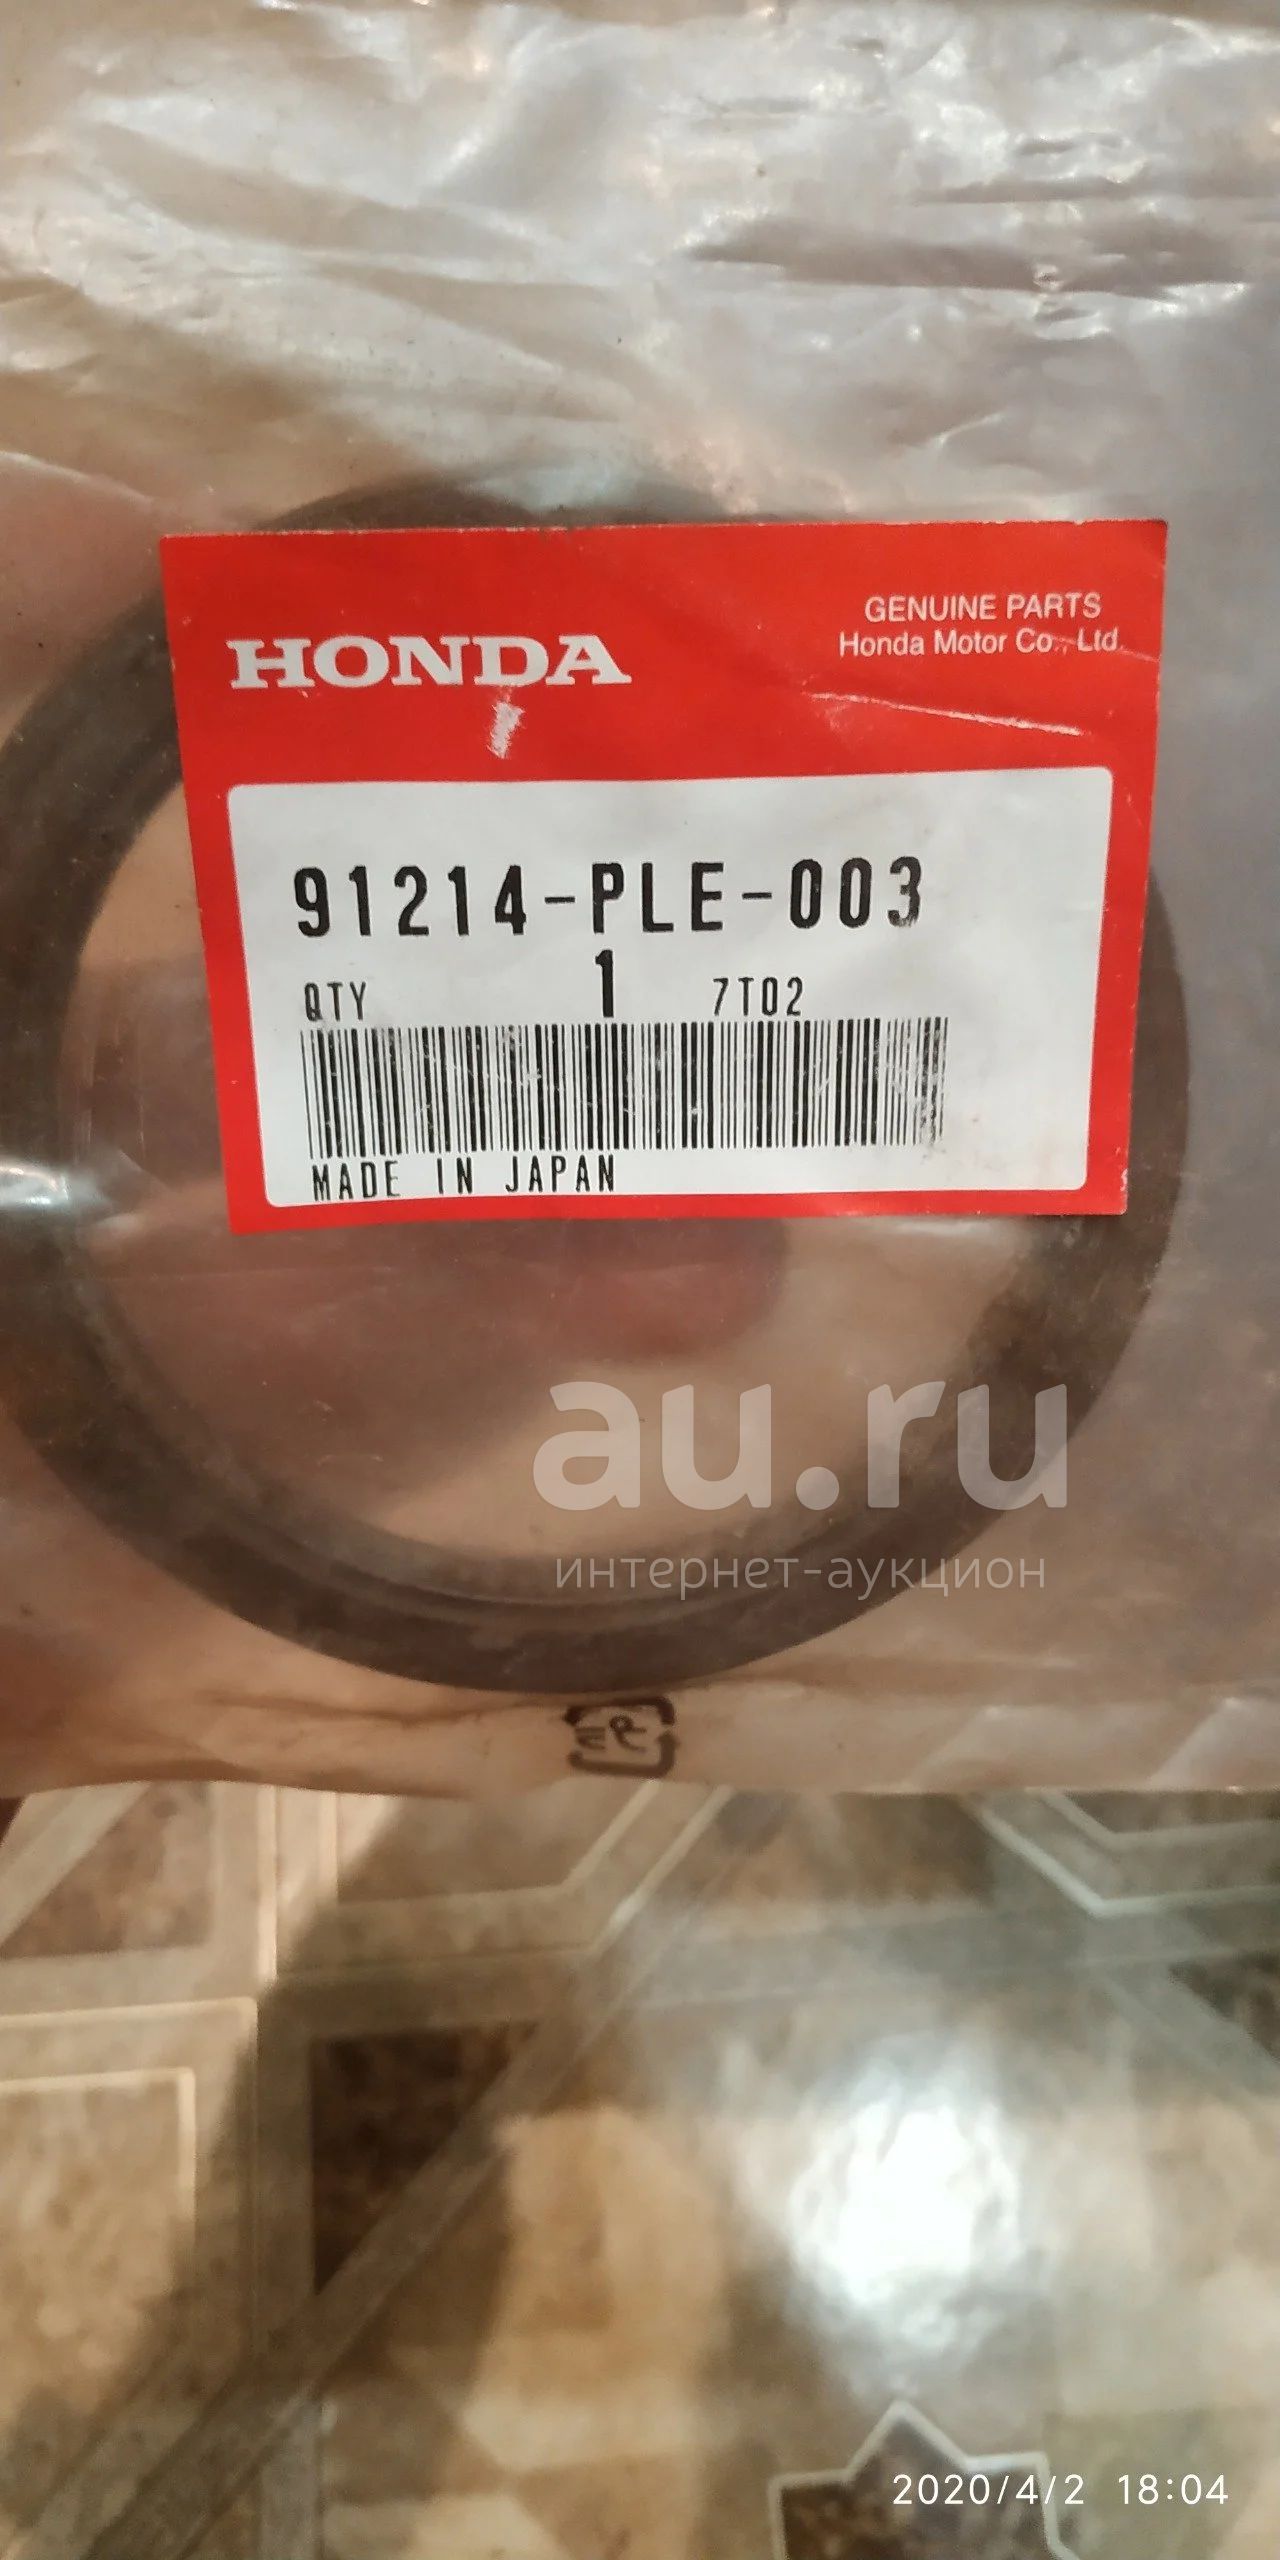 HONDA
GENUINE PARTS
Honda Motor Co., Ltd.
91214-PLE-003
QTY 1 7T02
MADE IN JAPAN
au.ru
интернет-аукцион
2020/4/2 18:04